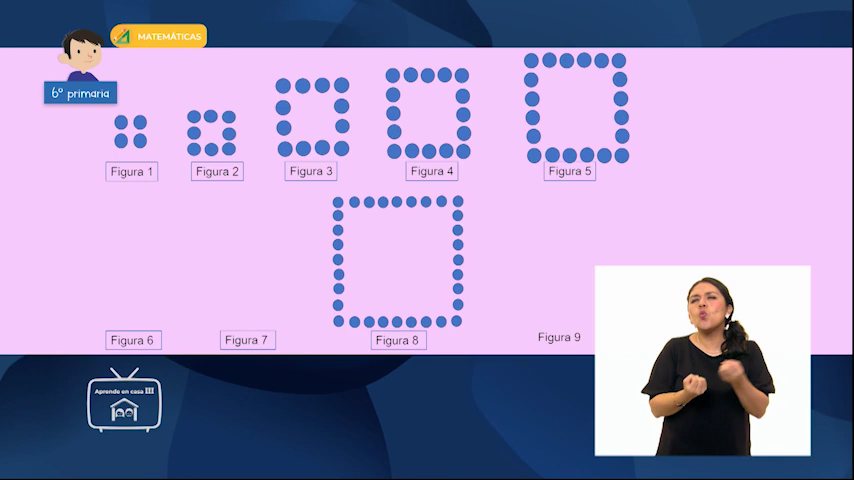 MATEMÁTICAS
6º primaria
Figura 1
Figura 2
Figura 3
Figura 4
Figura 5
Figura 6
Figura 7
Figura 8
Figura 9
Aprende en casa III